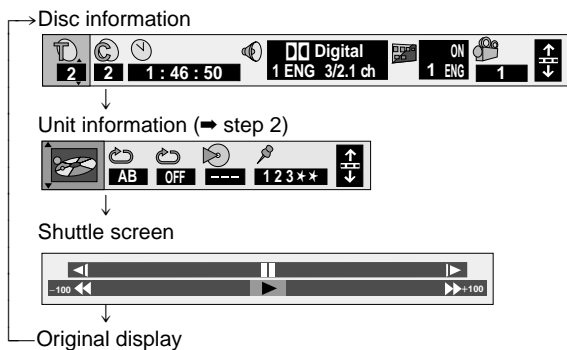 Disc information
T C DD Digital ON
2 2 1 : 46 : 50 1 ENG 3/2.1 ch 1 ENG 1
Unit information (➡ step 2)
AB OFF --- 1 2 3 ★ ★
Shuttle screen
–100 +100
Original display